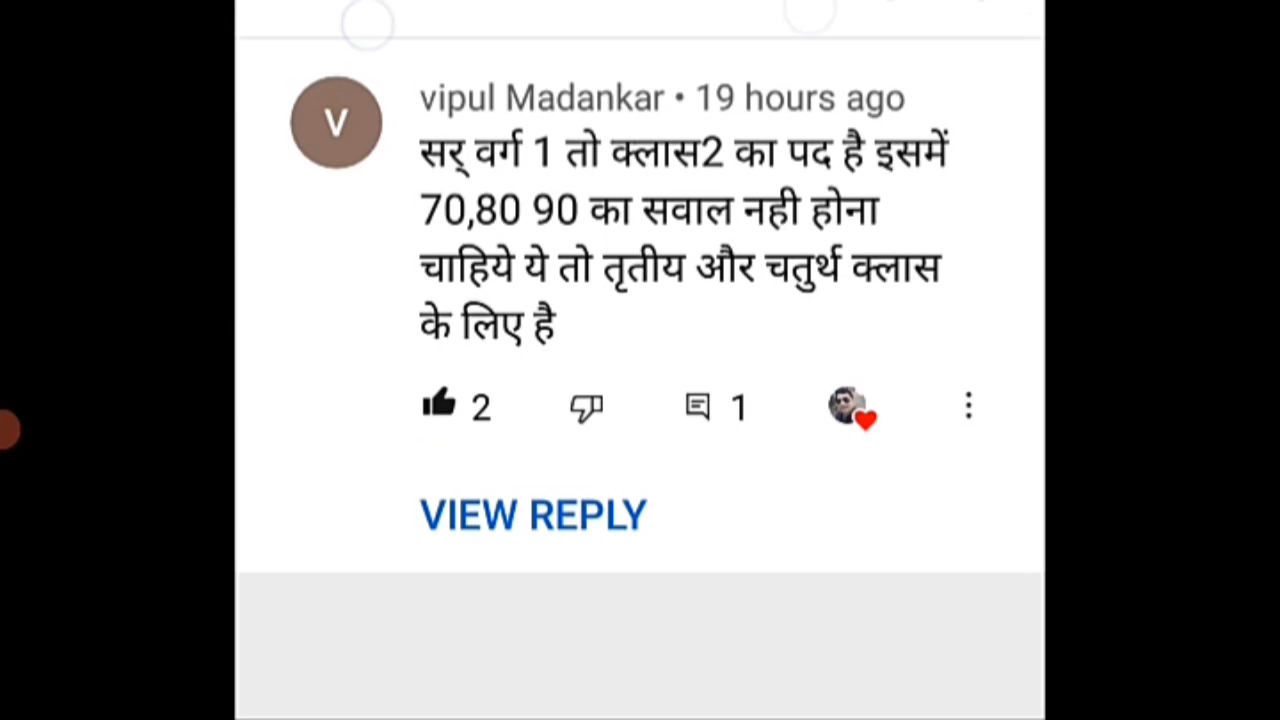 V
vipul Madankar • 19 hours ago
सर् वर्ग 1 तो क्लास2 का पद है इसमें
70,80 90 का सवाल नही होना
चाहिये ये तो तृतीय और चतुर्थ क्लास
के लिए है
2
1
VIEW REPLY